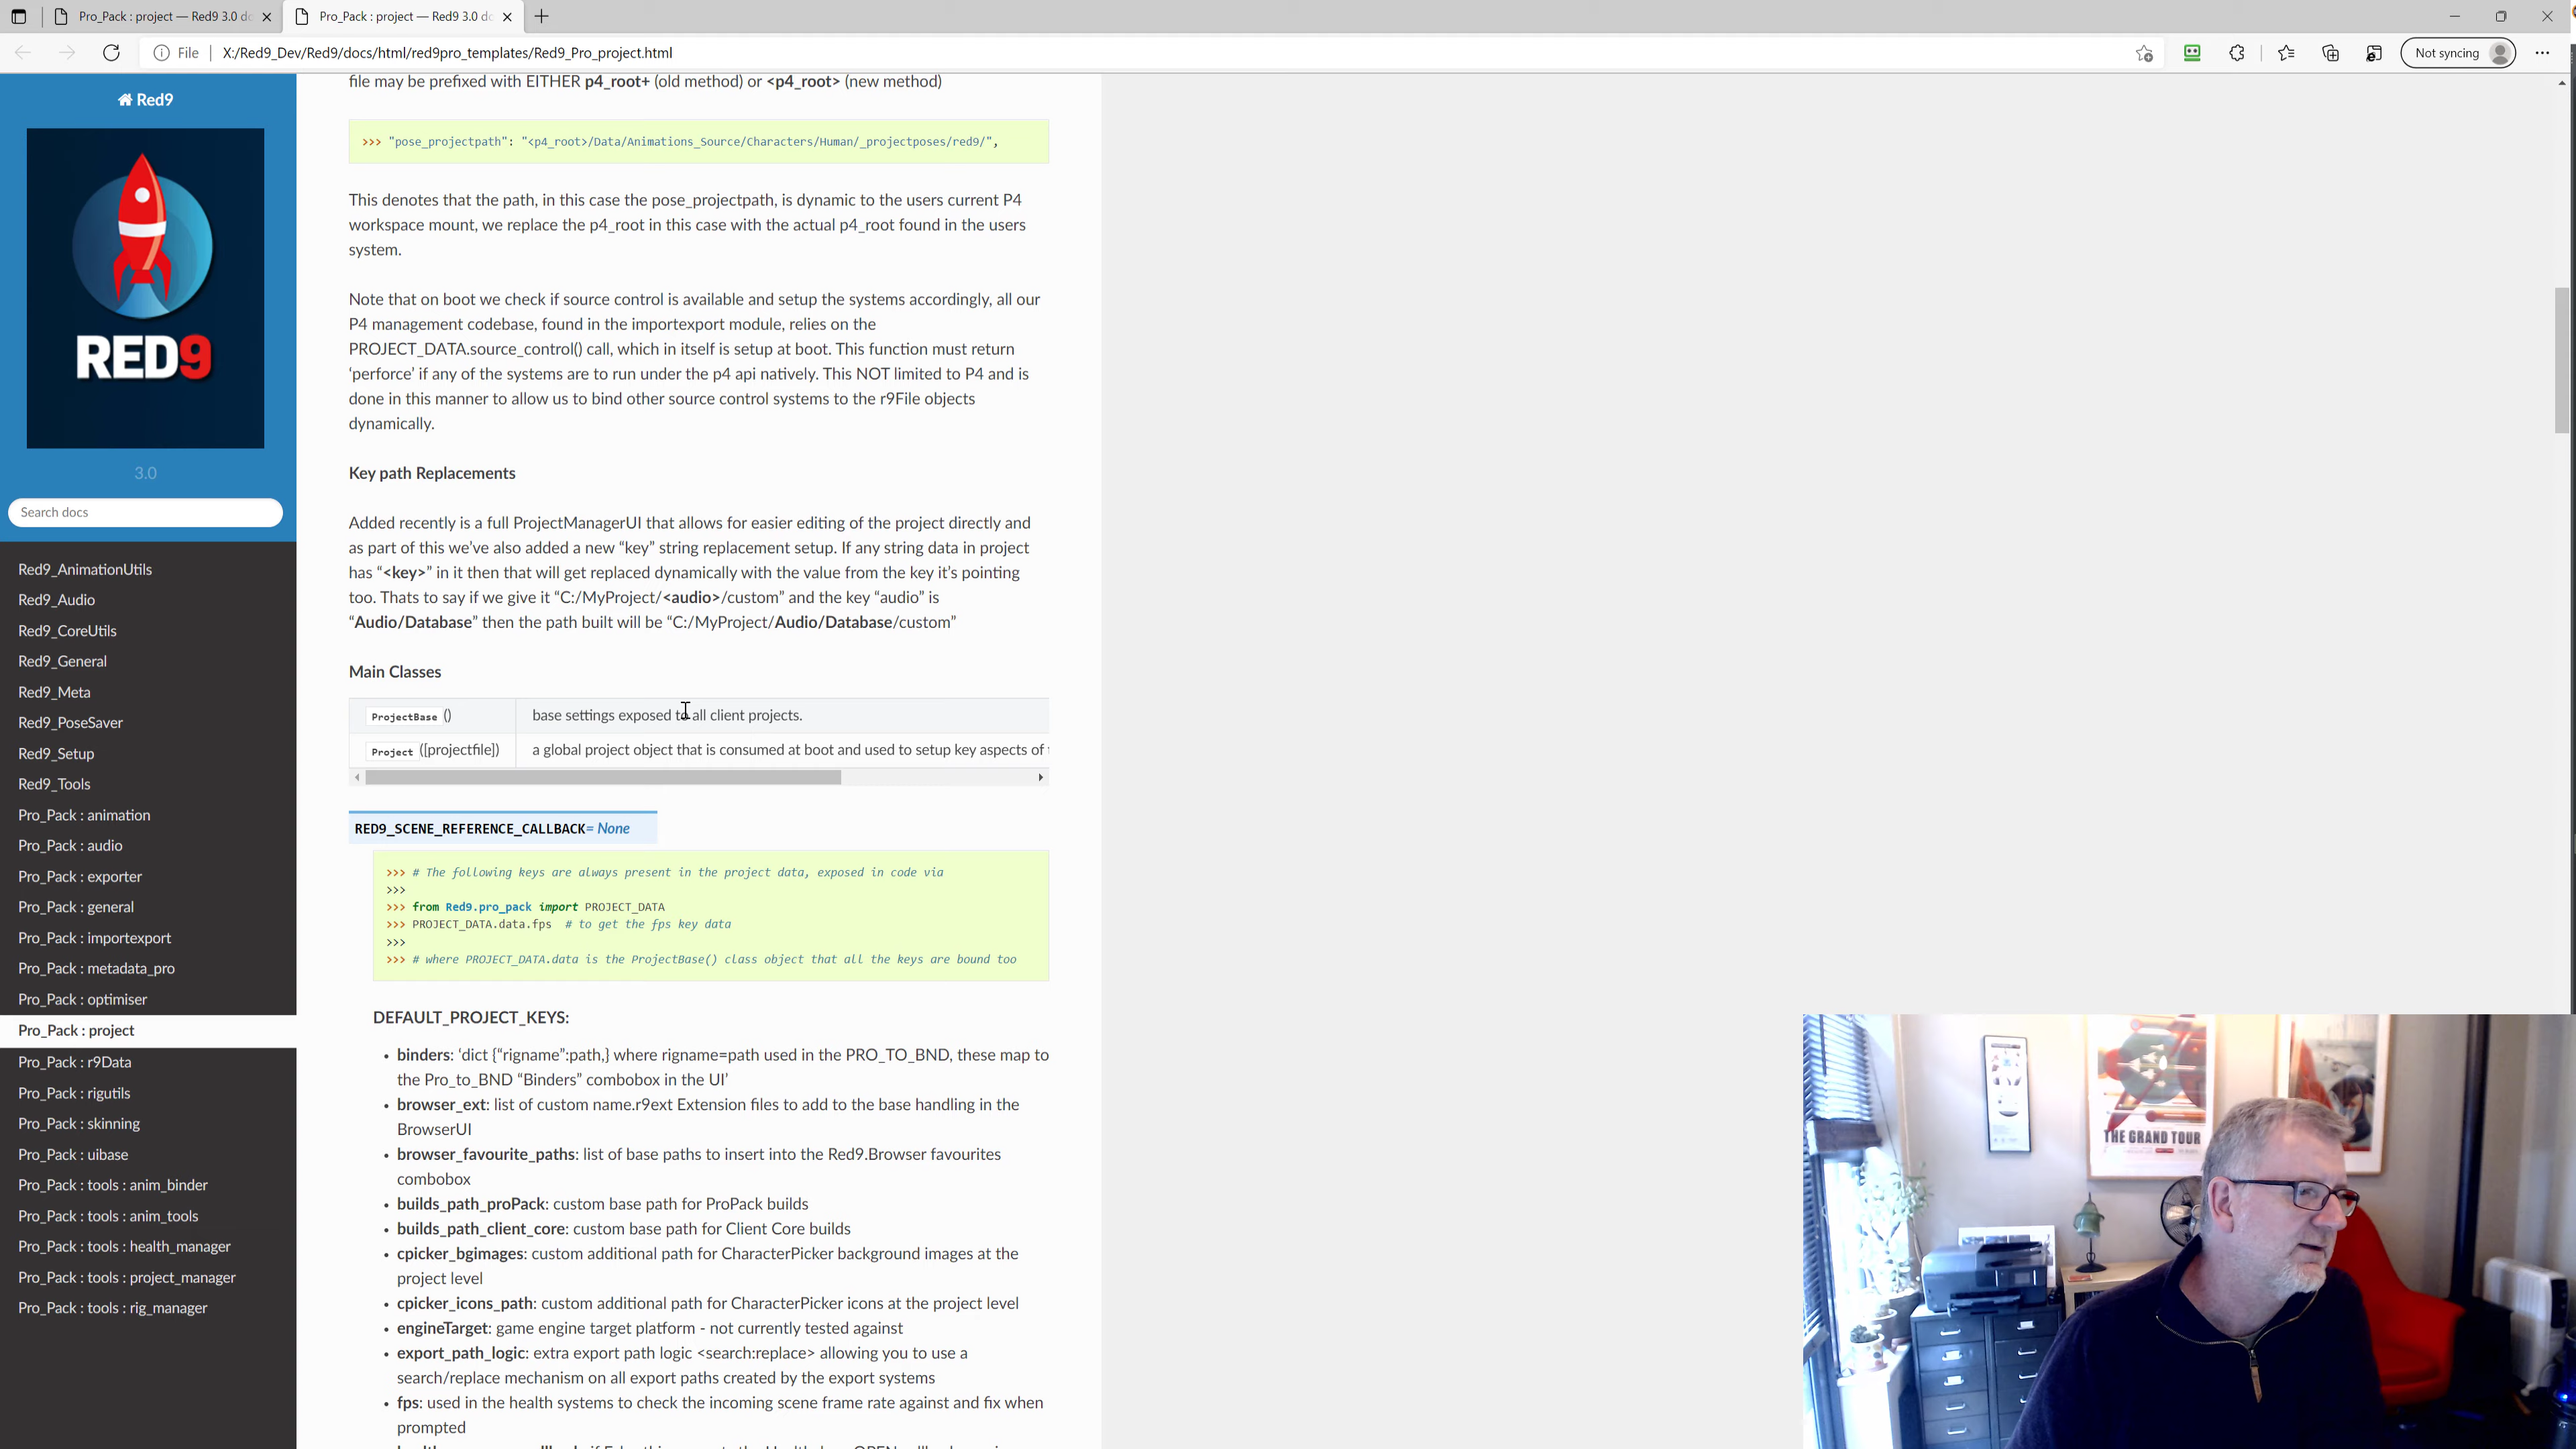 Pro_Pack : project — Red9 3.0 do
Pro_Pack : project — Red9 3.0 do
File
X:/Red9_Dev/Red9/docs/html/red9pro_templates/Red9_Pro_project.html
Not syncing
Red9
RED9
3.0
Search docs
Red9_AnimationUtils
Red9_Audio
Red9_CoreUtils
Red9_General
Red9_Meta
Red9_PoseSaver
Red9_Setup
Red9_Tools
Pro_Pack : animation
Pro_Pack : audio
Pro_Pack : exporter
Pro_Pack : general
Pro_Pack : importexport
Pro_Pack : metadata_pro
Pro_Pack : optimiser
Pro_Pack : project
Pro_Pack : r9Data
Pro_Pack : rigutils
Pro_Pack : skinning
Pro_Pack : uibase
Pro_Pack : tools : anim_binder
Pro_Pack : tools : anim_tools
Pro_Pack : tools : health_manager
Pro_Pack : tools : project_manager
Pro_Pack : tools : rig_manager
file may be prefixed with EITHER p4_root+ (old method) or <p4_root> (new method)
>>> "pose_projectpath": "<p4_root>/Data/Animations_Source/Characters/Human/_projectposes/red9/",
This denotes that the path, in this case the pose_projectpath, is dynamic to the users current P4
workspace mount, we replace the p4_root in this case with the actual p4_root found in the users
system.
Note that on boot we check if source control is available and setup the systems accordingly, all our
P4 management codebase, found in the importexport module, relies on the
PROJECT_DATA.source_control() call, which in itself is setup at boot. This function must return
‘perforce’ if any of the systems are to run under the p4 api natively. This NOT limited to P4 and is
done in this manner to allow us to bind other source control systems to the r9File objects
dynamically.
Key path Replacements
Added recently is a full ProjectManagerUI that allows for easier editing of the project directly and
as part of this we’ve also added a new “key” string replacement setup. If any string data in project
has “<key>” in it then that will get replaced dynamically with the value from the key it’s pointing
too. Thats to say if we give it “C:/MyProject/<audio>/custom” and the key “audio” is
“Audio/Database” then the path built will be “C:/MyProject/Audio/Database/custom”
Main Classes
ProjectBase () base settings exposed to all client projects.
Project ([projectfile]) a global project object that is consumed at boot and used to setup key aspects of
RED9_SCENE_REFERENCE_CALLBACK= None
>>> # The following keys are always present in the project data, exposed in code via
>>>
>>> from Red9.pro_pack import PROJECT_DATA
>>> PROJECT_DATA.data.fps # to get the fps key data
>>>
>>> # where PROJECT_DATA.data is the ProjectBase() class object that all the keys are bound too
DEFAULT_PROJECT_KEYS:
• binders: ‘dict {“rigname”:path,} where rigname=path used in the PRO_TO_BND, these map to
the Pro_to_BND “Binders” combobox in the UI’
• browser_ext: list of custom name.r9ext Extension files to add to the base handling in the
BrowserUI
• browser_favourite_paths: list of base paths to insert into the Red9.Browser favourites
combobox
• builds_path_proPack: custom base path for ProPack builds
• builds_path_client_core: custom base path for Client Core builds
• cpicker_bgimages: custom additional path for CharacterPicker background images at the
project level
• cpicker_icons_path: custom additional path for CharacterPicker icons at the project level
• engineTarget: game engine target platform - not currently tested against
• export_path_logic: extra export path logic <search:replace> allowing you to use a
search/replace mechanism on all export paths created by the export systems
• fps: used in the health systems to check the incoming scene frame rate against and fix when
prompted
THE GRAND TOUR